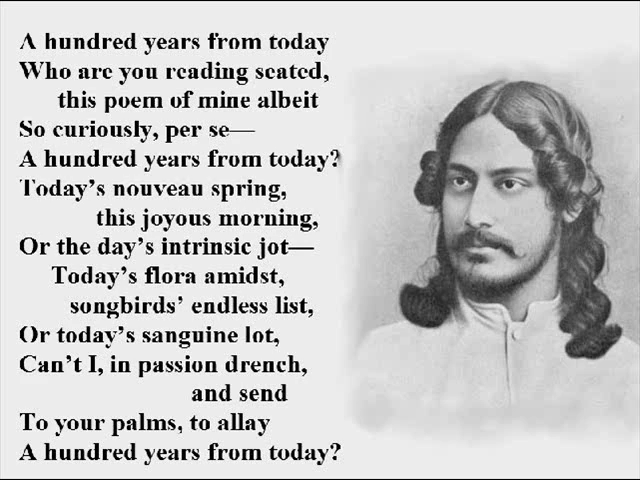 A hundred years from today
Who are you reading seated,
this poem of mine albeit
So curiously, per se—
A hundred years from today?
Today's nouveau spring,
this joyous morning,
Or the day's intrinsic jot—
Today's flora amidst,
songbirds' endless list,
Or today's sanguine lot,
Can't I, in passion drench,
and send
To your palms, to allay
A hundred years from today?